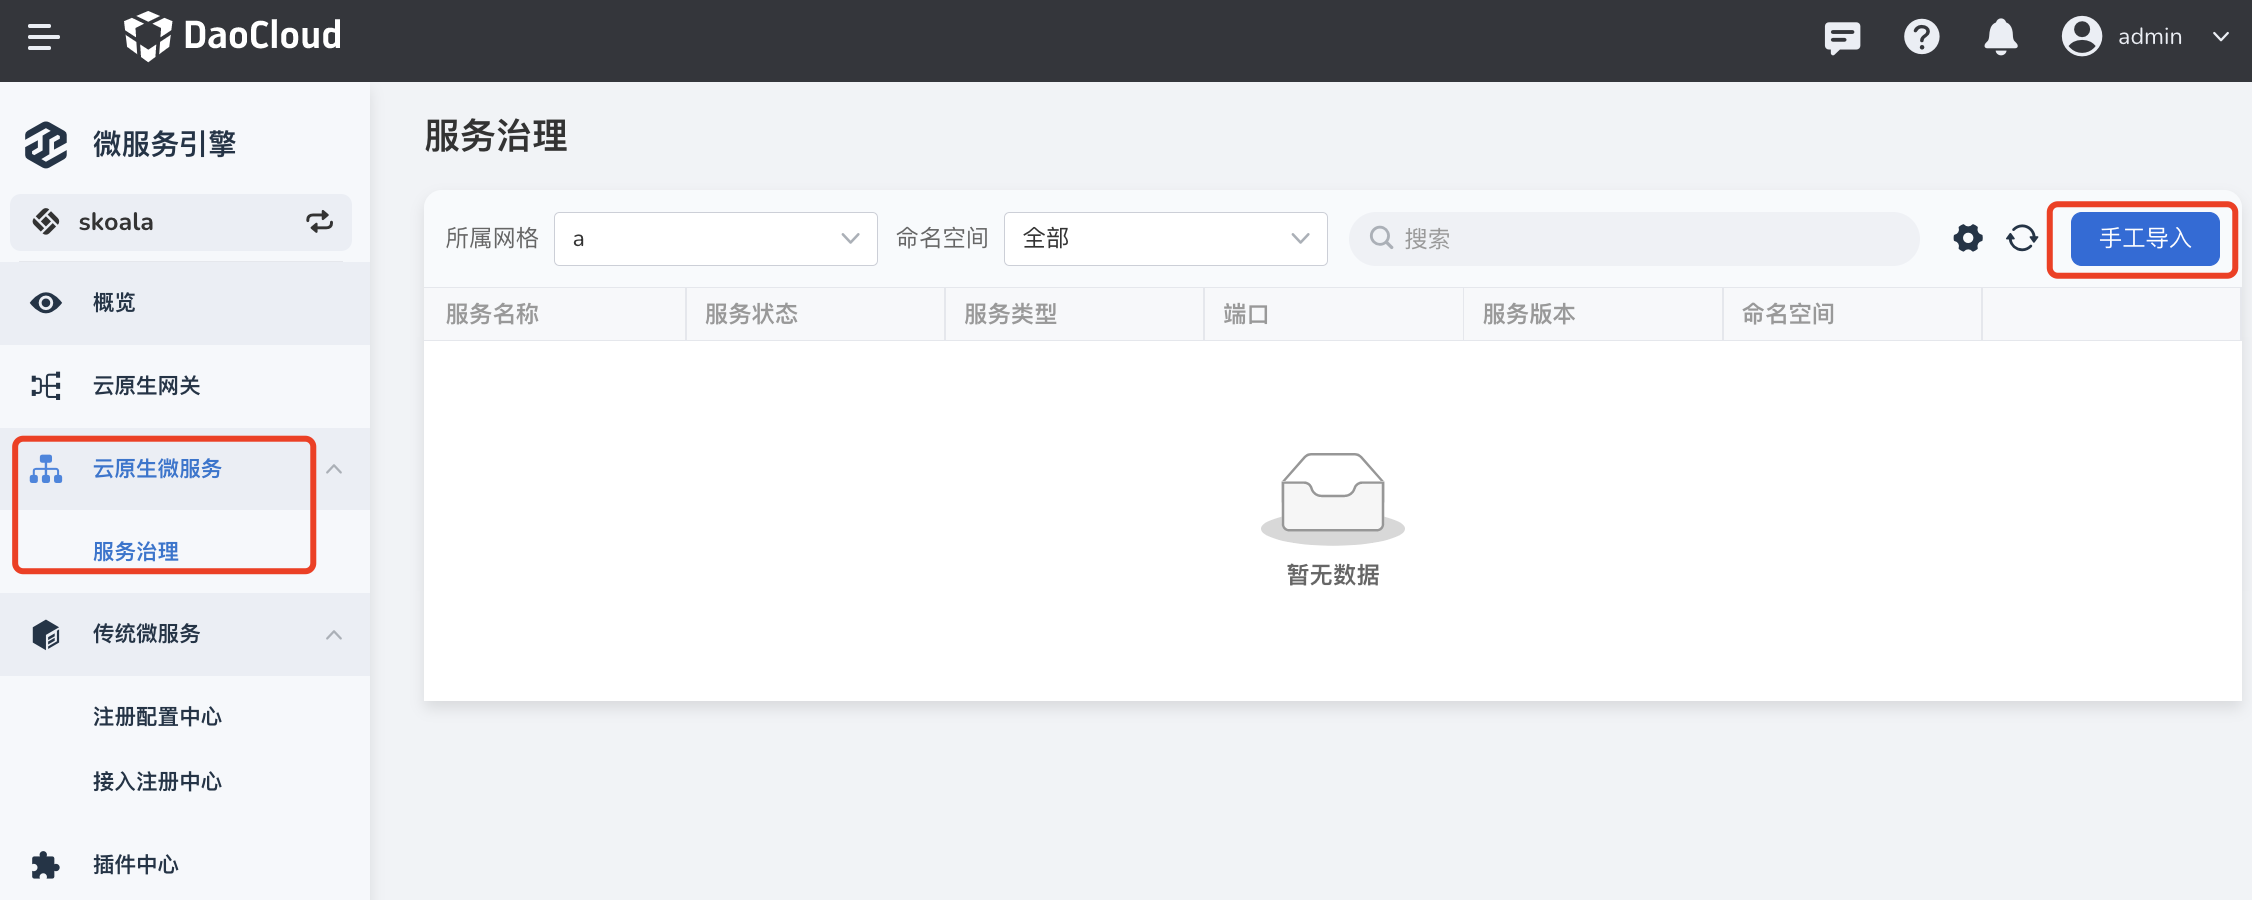 DaoCloud
admin
微服务引擎
skoala
概览
云原生网关
云原生微服务
服务治理
传统微服务
注册配置中心
接入注册中心
插件中心
服务治理
所属网格 a 命名空间 全部 搜索 手工导入
服务名称 服务状态 服务类型 端口 服务版本 命名空间
暂无数据